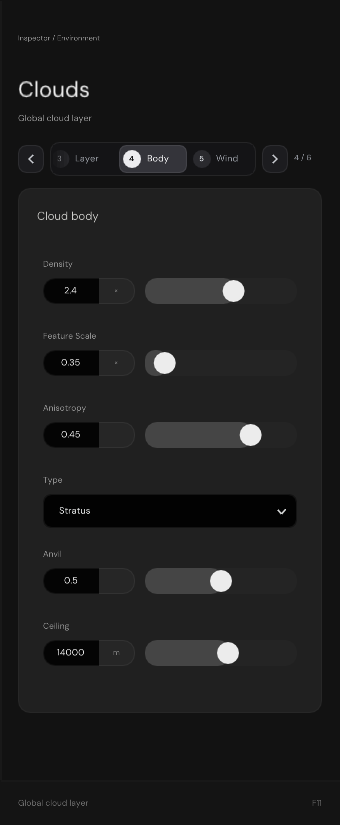 Inspector / Environment
Clouds
Global cloud layer
3 Layer 4 Body 5 Wind 4 / 6
Cloud body
Density
2.4 ×
Feature Scale
0.35 ×
Anisotropy
0.45
Type
Stratus
Anvil
0.5
Ceiling
14000 m
Global cloud layer F11